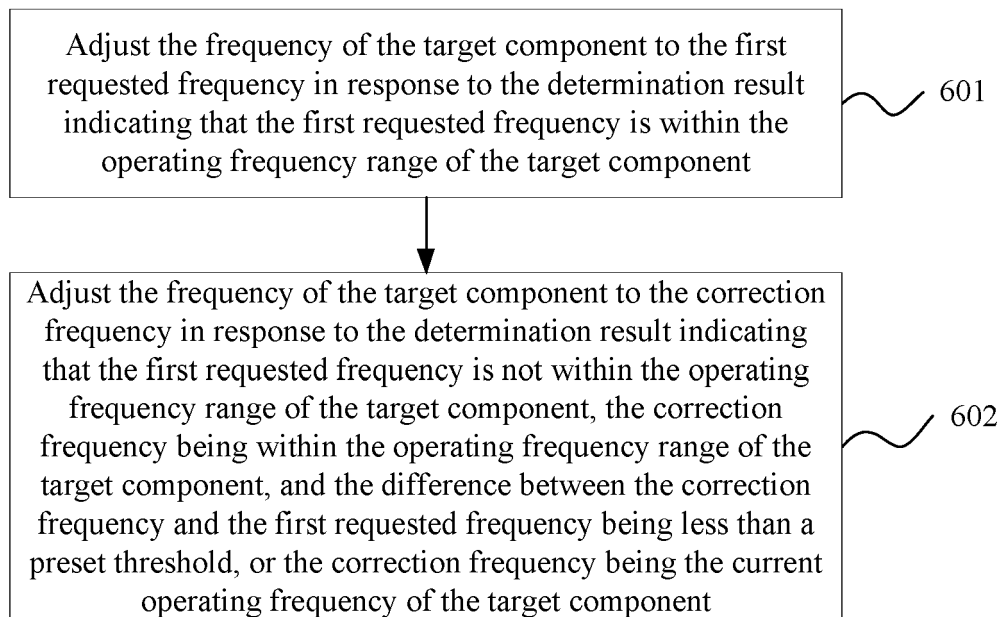 Adjust the frequency of the target component to the first
requested frequency in response to the determination result
indicating that the first requested frequency is within the
operating frequency range of the target component
601
Adjust the frequency of the target component to the correction
frequency in response to the determination result indicating
that the first requested frequency is not within the operating
frequency range of the target component, the correction
frequency being within the operating frequency range of the
target component, and the difference between the correction
frequency and the first requested frequency being less than a
preset threshold, or the correction frequency being the current
operating frequency of the target component
602